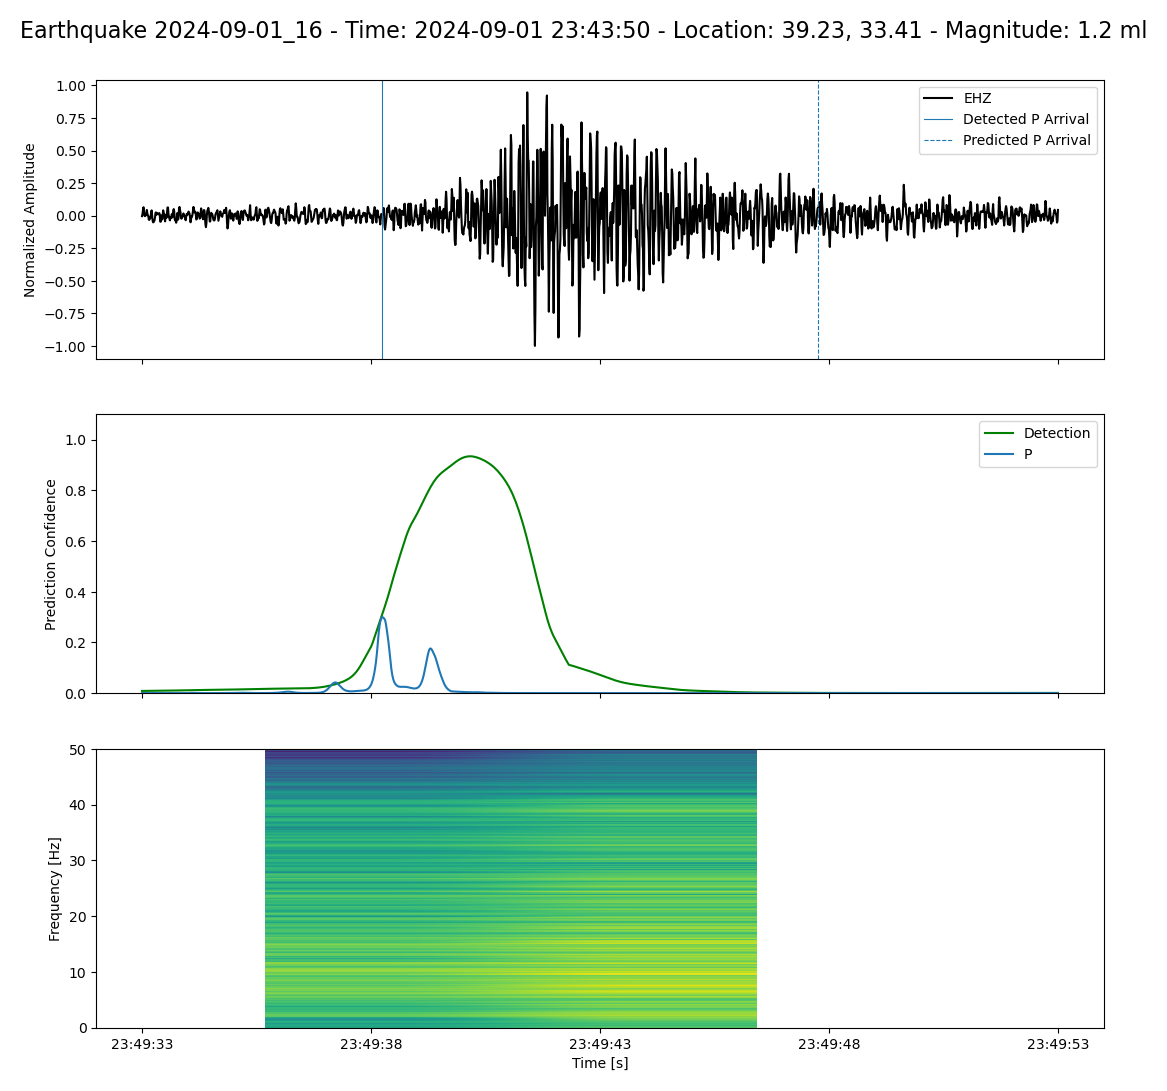 Earthquake 2024-09-01_16 - Time: 2024-09-01 23:43:50 - Location: 39.23, 33.41 - Magnitude: 1.2 ml
EHZ
Detected P Arrival
Predicted P Arrival
Normalized Amplitude
1.00
0.75
0.50
0.25
0.00
−0.25
−0.50
−0.75
−1.00
Detection
P
Prediction Confidence
1.0
0.8
0.6
0.4
0.2
0.0
Frequency [Hz]
50
40
30
20
10
0
23:49:33 23:49:38 23:49:43 23:49:48 23:49:53
Time [s]